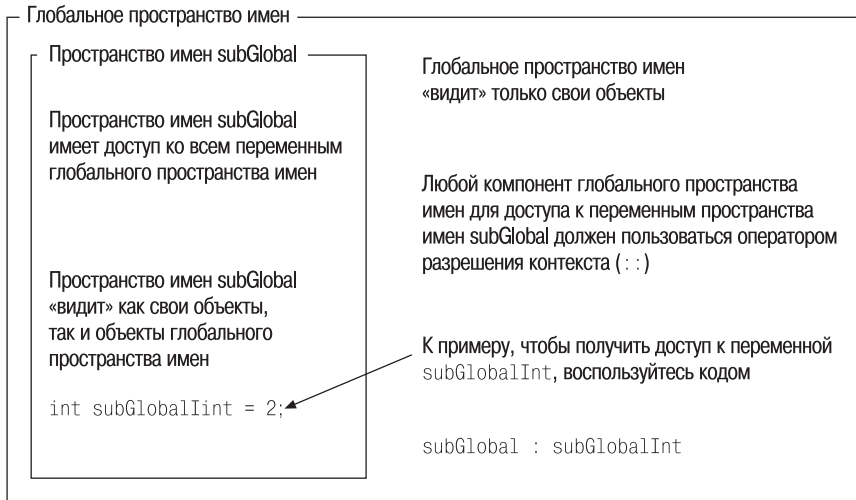 Глобальное пространство имен
Пространство имен subGlobal
Пространство имен subGlobal
имеет доступ ко всем переменным
глобального пространства имен
Пространство имен subGlobal
«видит» как свои объекты,
так и объекты глобального
пространства имен
int subGlobalIint = 2;
Глобальное пространство имен
«видит» только свои объекты
Любой компонент глобального пространства
имен для доступа к переменным пространства
имен subGlobal должен пользоваться оператором
разрешения контекста (::)
К примеру, чтобы получить доступ к переменной
subGlobalInt, воспользуйтесь кодом
subGlobal : subGlobalInt